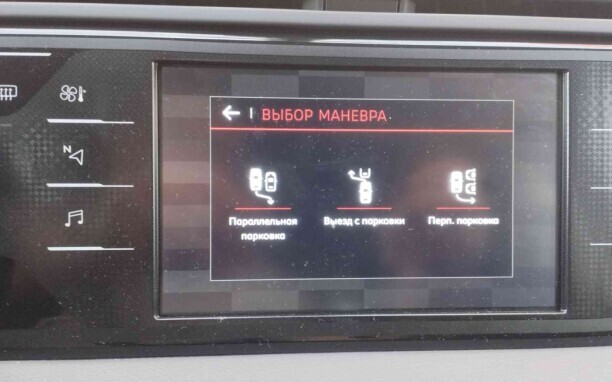 ВЫБОР МАНЕВРА
N
Параллельная
парковка
Выезд с парковки
Перп. парковка